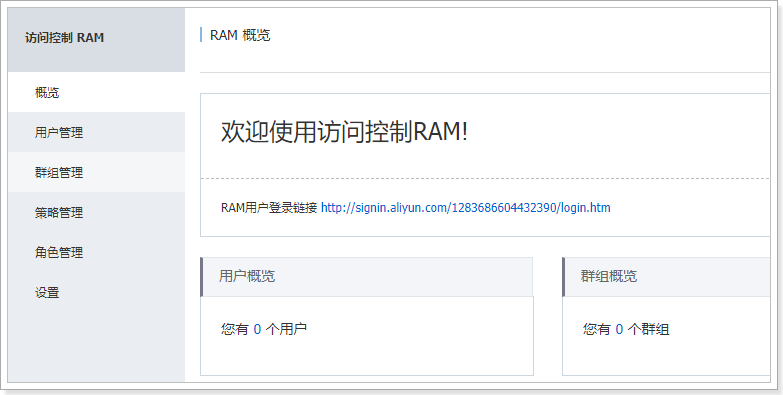 访问控制 RAM
概览
用户管理
群组管理
策略管理
角色管理
设置
RAM 概览
欢迎使用访问控制RAM!
RAM用户登录链接 http://signin.aliyun.com/1283686604432390/login.htm
用户概览
您有 0 个用户
群组概览
您有 0 个群组